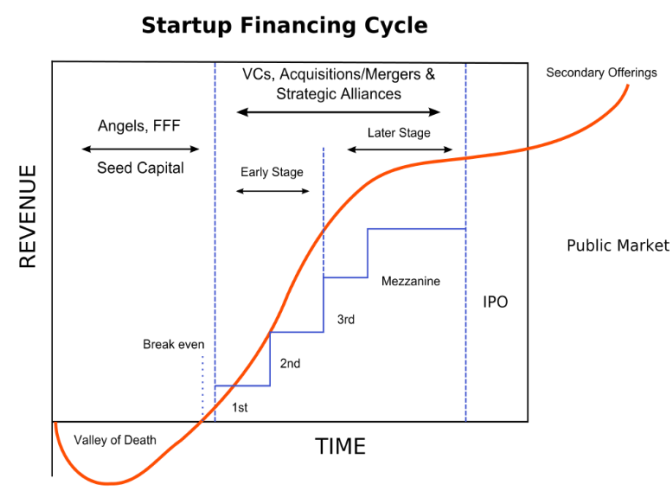 Startup Financing Cycle
VCs, Acquisitions/Mergers &
Strategic Alliances
Secondary Offerings
Angels, FFF
Seed Capital
Later Stage
Early Stage
REVENUE
Public Market
Mezzanine
IPO
3rd
Break even
2nd
1st
Valley of Death
TIME